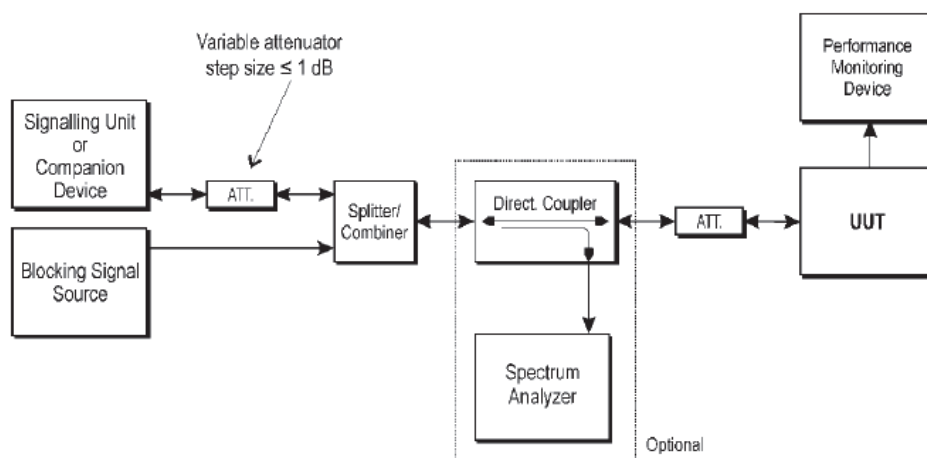 Variable attenuator
step size ≤ 1 dB
Performance
Monitoring
Device
Signalling Unit
or
Companion
Device
ATT.
Splitter/
Combiner
Direct. Coupler
ATT.
UUT
Blocking Signal
Source
Spectrum
Analyzer
Optional